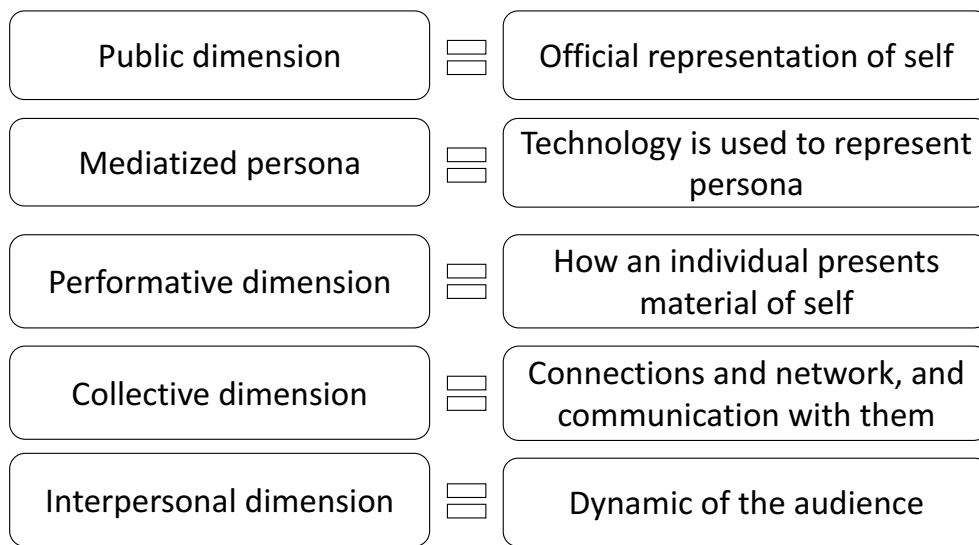 Public dimension
Official representation of self
Mediatized persona
Technology is used to represent
persona
Performative dimension
How an individual presents
material of self
Collective dimension
Connections and network, and
communication with them
Interpersonal dimension
Dynamic of the audience